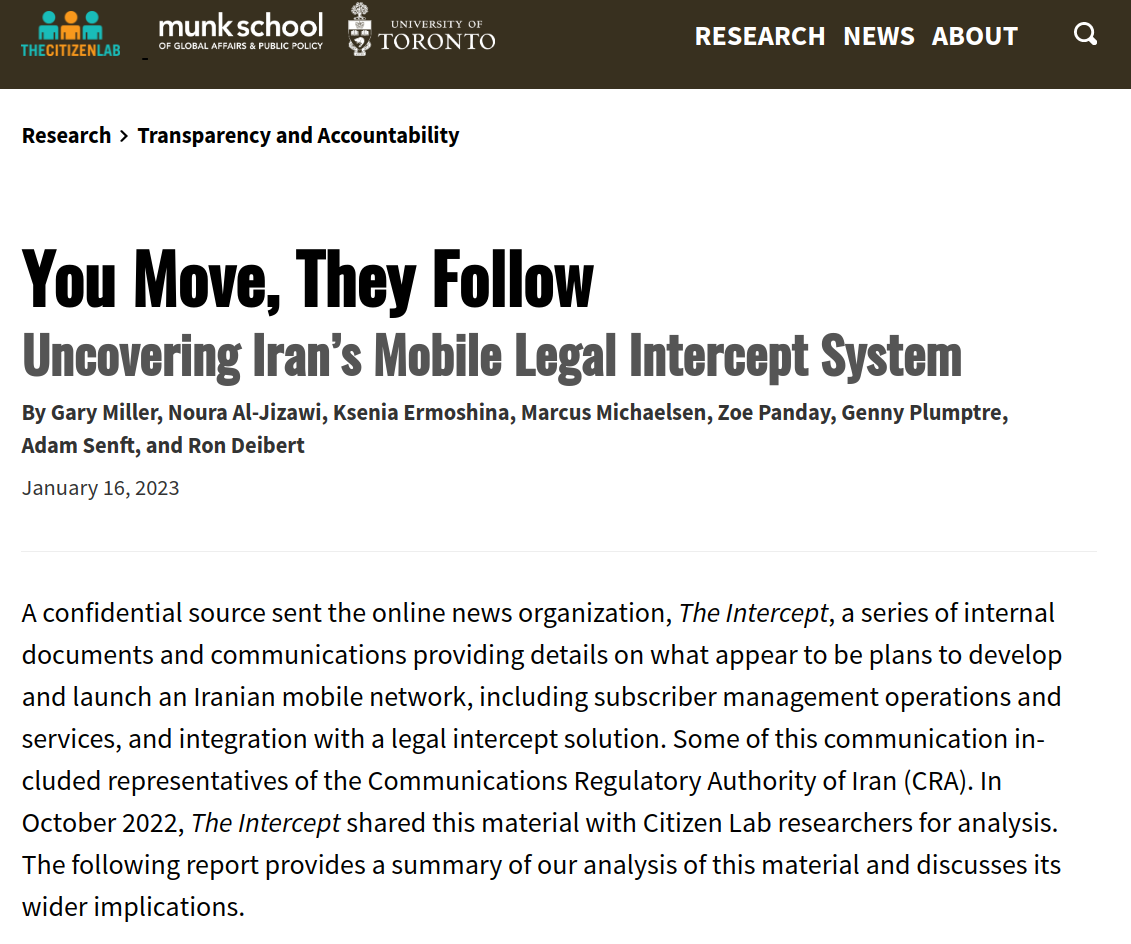 THECITIZENLAB
munk school
OF GLOBAL AFFAIRS & PUBLIC POLICY
UNIVERSITY OF
TORONTO
RESEARCH NEWS ABOUT
Research > Transparency and Accountability
You Move, They Follow
Uncovering Iran’s Mobile Legal Intercept System
By Gary Miller, Noura Al-Jizawi, Ksenia Ermoshina, Marcus Michaelsen, Zoe Panday, Genny Plumptre,
Adam Senft, and Ron Deibert
January 16, 2023
A confidential source sent the online news organization, The Intercept, a series of internal
documents and communications providing details on what appear to be plans to develop
and launch an Iranian mobile network, including subscriber management operations and
services, and integration with a legal intercept solution. Some of this communication in-
cluded representatives of the Communications Regulatory Authority of Iran (CRA). In
October 2022, The Intercept shared this material with Citizen Lab researchers for analysis.
The following report provides a summary of our analysis of this material and discusses its
wider implications.